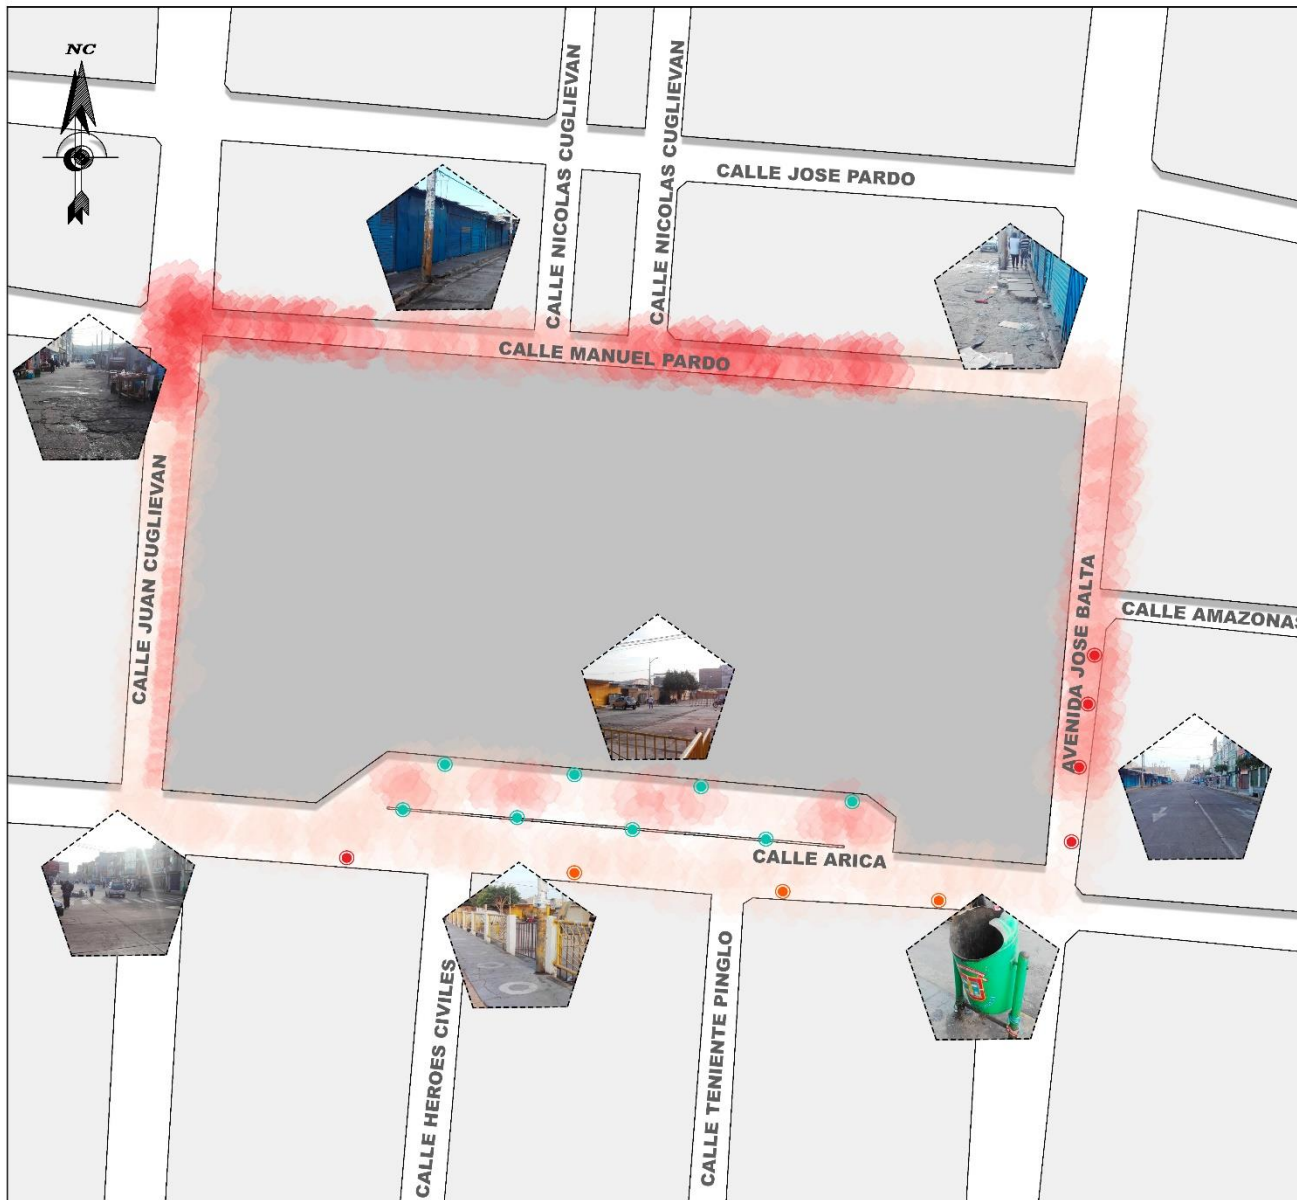 NC
CALLE NICOLAS CUGLIEVAN
CALLE NICOLAS CUGLIEVAN
CALLE JOSE PARDO
CALLE MANUEL PARDO
CALLE JUAN CUGLIEVAN
AVENIDA JOSE BALTA
CALLE AMAZONAS
CALLE ARICA
CALLE HEROES CIVILES
CALLE TENIENTE PINGLO